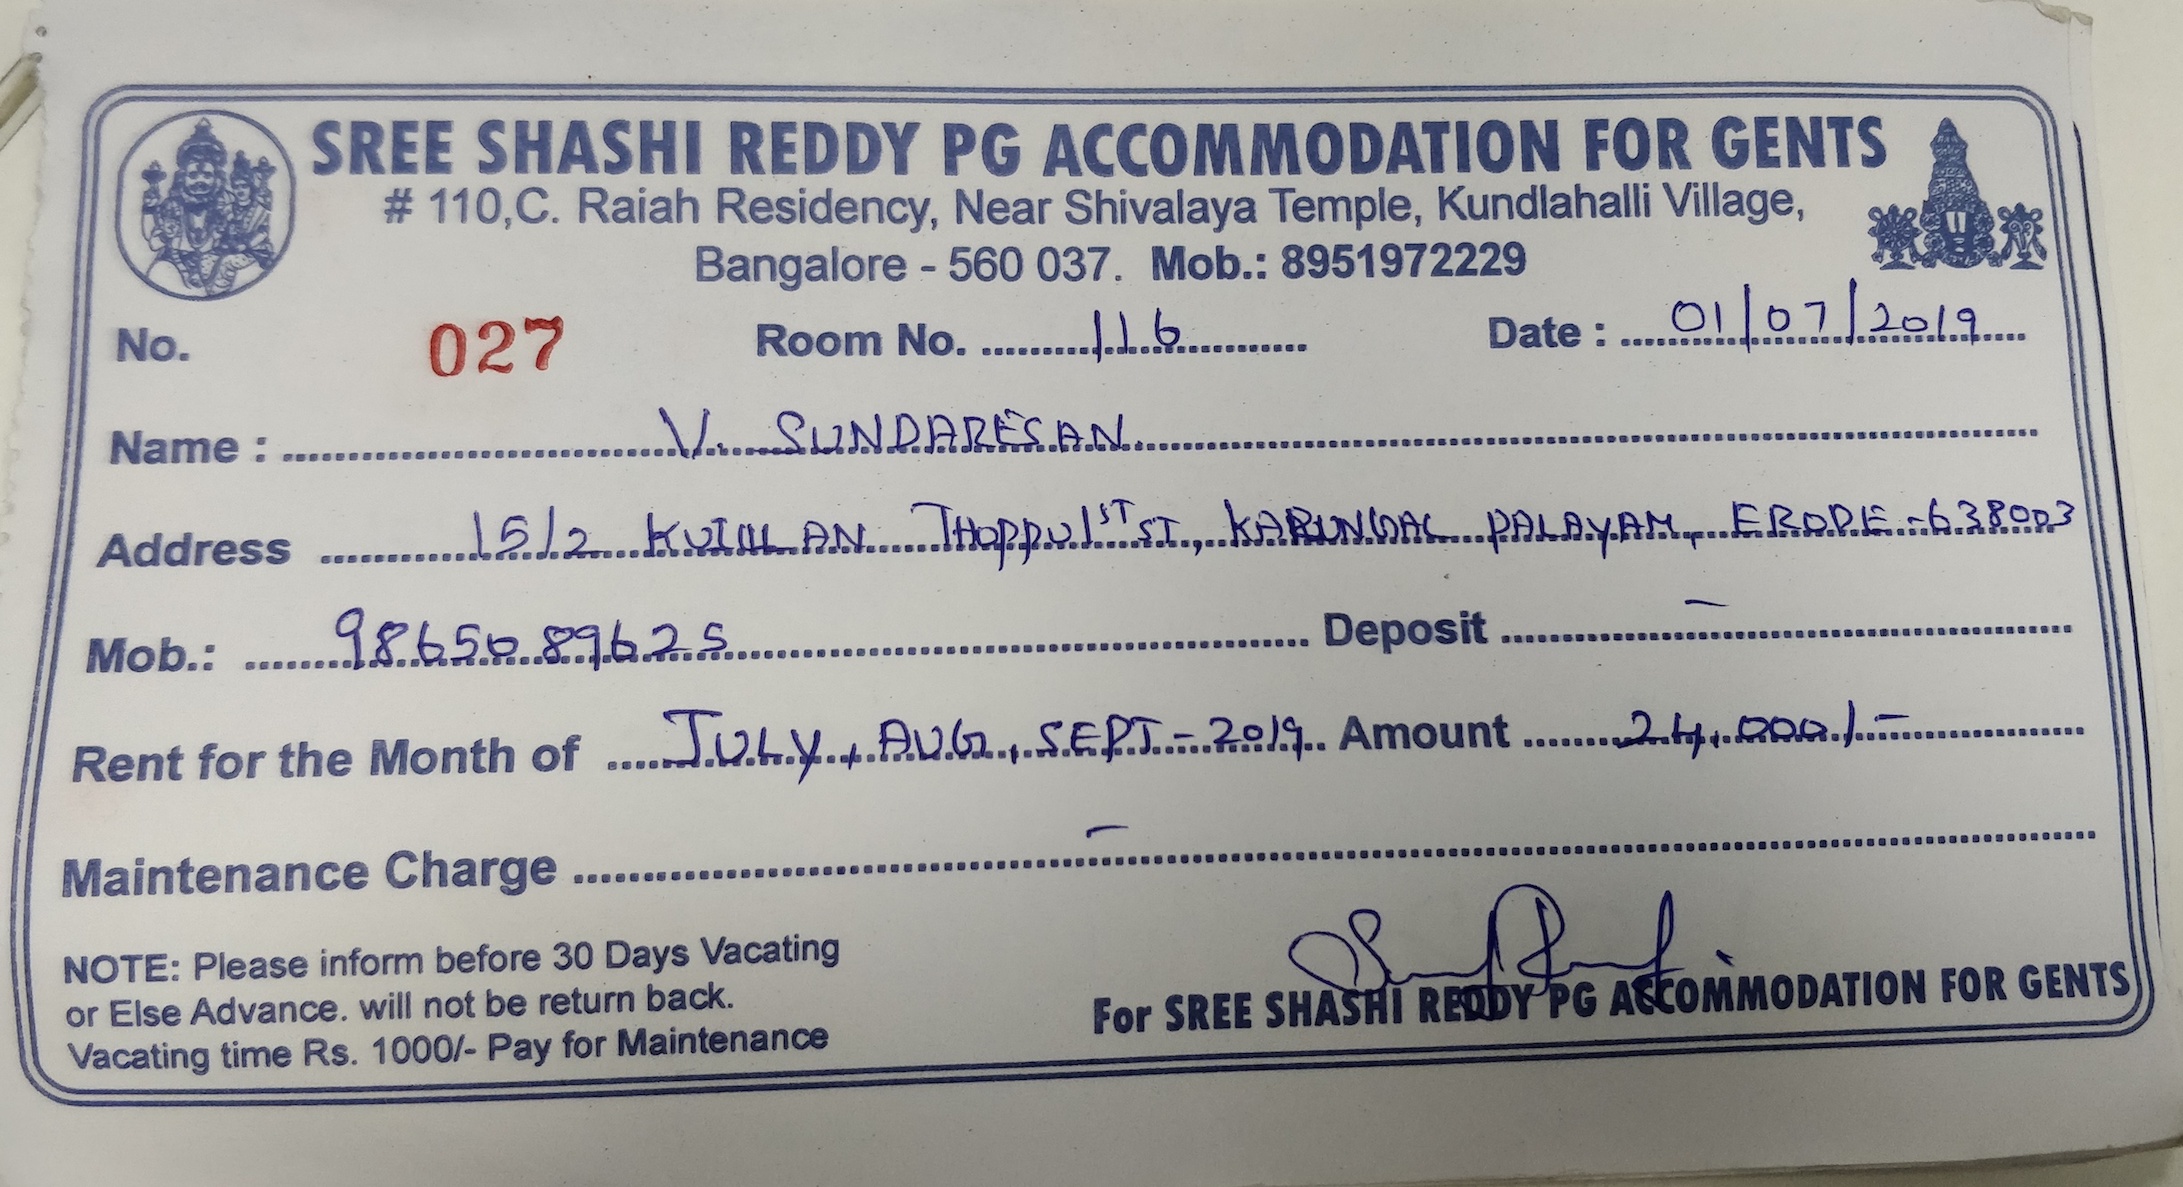 SREE SHASHI REDDY PG ACCOMMODATION FOR GENTS
# 110,C. Raiah Residency, Near Shivalaya Temple, Kundlahalli Village,
Bangalore - 560 037. Mob.: 8951972229
No. 027 Room No. 116 Date : 01/07/2019
Name : V. SUNDARESAN
Address 15/2 KUILAN THOPPU 1ST ST, KARUNGAL PALAYAM, ERODE-638003
Mob.: 9865089625 Deposit -
Rent for the Month of JULY, AUG, SEPT-2019 Amount 24,000/-
Maintenance Charge -
NOTE: Please inform before 30 Days Vacating
or Else Advance. will not be return back.
Vacating time Rs. 1000/- Pay for Maintenance
For SREE SHASHI REDDY PG ACCOMMODATION FOR GENTS